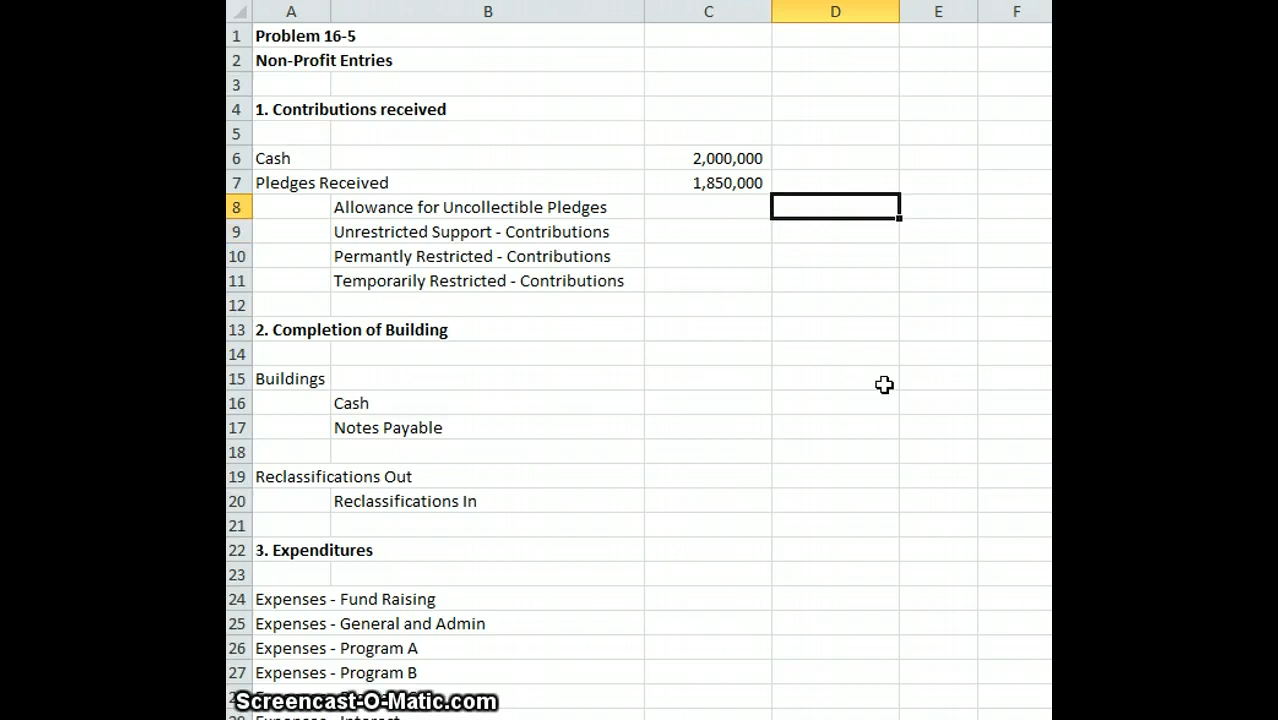 A B C D E F
1 Problem 16-5
2 Non-Profit Entries
3
4 1. Contributions received
5
6 Cash 2,000,000
7 Pledges Received 1,850,000
8 Allowance for Uncollectible Pledges
9 Unrestricted Support - Contributions
10 Permantly Restricted - Contributions
11 Temporarily Restricted - Contributions
12
13 2. Completion of Building
14
15 Buildings
16 Cash
17 Notes Payable
18
19 Reclassifications Out
20 Reclassifications In
21
22 3. Expenditures
23
24 Expenses - Fund Raising
25 Expenses - General and Admin
26 Expenses - Program A
27 Expenses - Program B
Screencast-O-Matic.com
Expenses - Interest